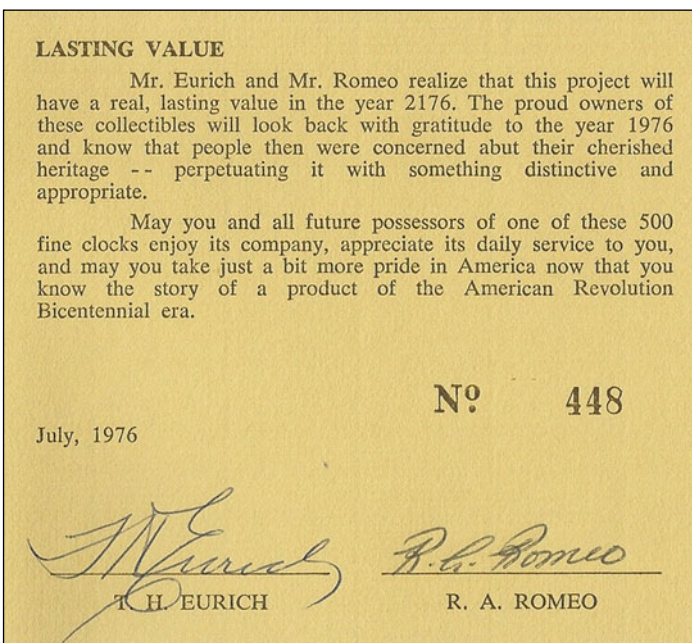 LASTING VALUE
Mr. Eurich and Mr. Romeo realize that this project will
have a real, lasting value in the year 2176. The proud owners of
these collectibles will look back with gratitude to the year 1976
and know that people then were concerned abut their cherished
heritage -- perpetuating it with something distinctive and
appropriate.
May you and all future possessors of one of these 500
fine clocks enjoy its company, appreciate its daily service to you,
and may you take just a bit more pride in America now that you
know the story of a product of the American Revolution
Bicentennial era.
Nº 448
July, 1976
T H Eurich R. A. Romeo
T. H. EURICH R. A. ROMEO